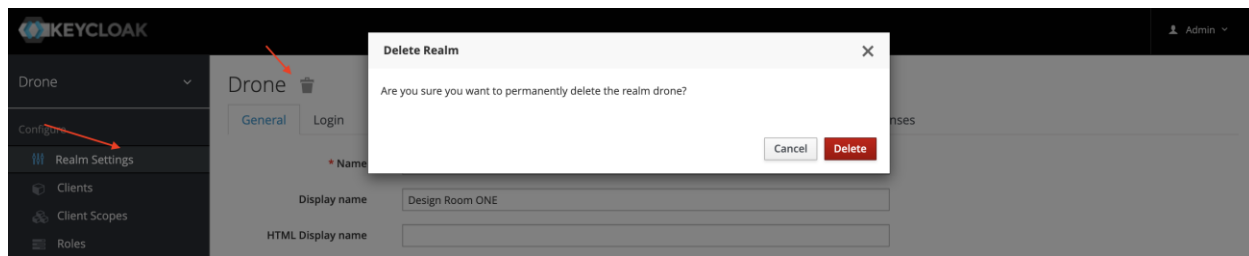 KEYCLOAK
Admin
Delete Realm
Drone
Drone
Are you sure you want to permanently delete the realm drone?
General Login
Configure
Cancel Delete
Realm Settings
* Name
Clients
Display name Design Room ONE
Client Scopes
HTML Display name
Roles